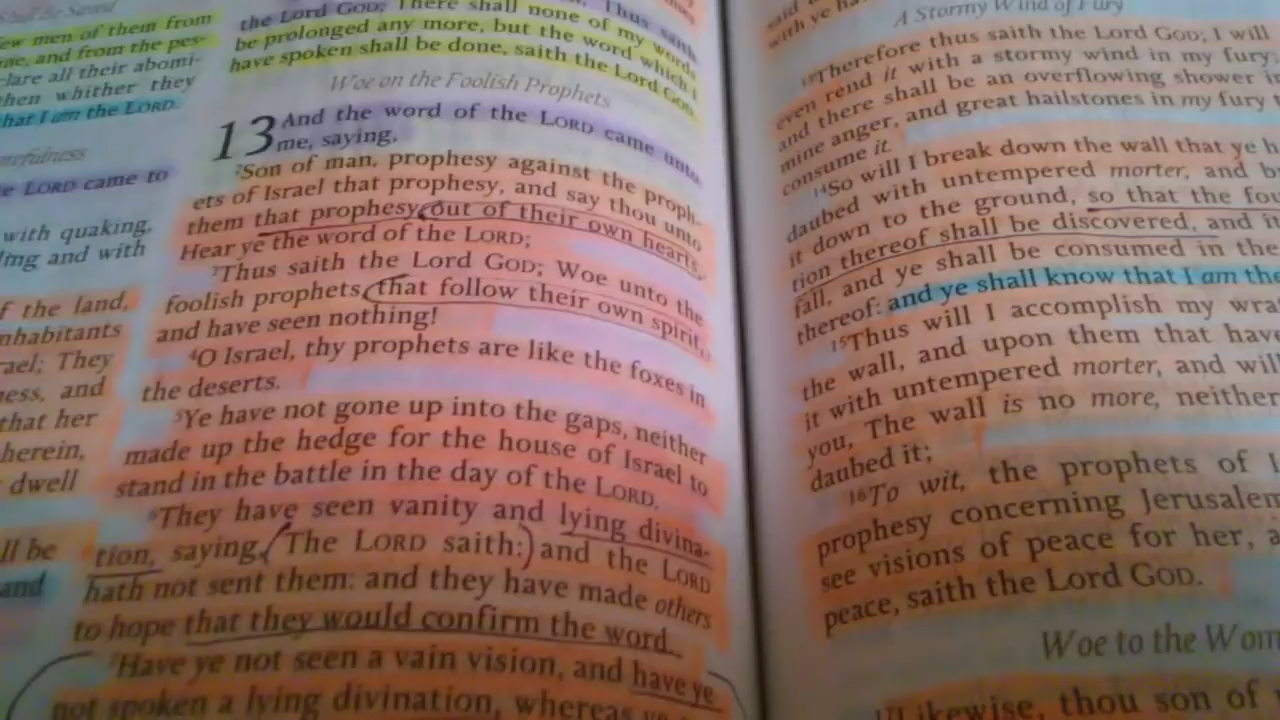 Shall Be Saved
few men of them from
me, and from the pes-
clare all their abomi-
then whither they
that I am the LORD.
refulness
e LORD came to
with quaking,
ling and with
f the land,
nhabitants
rael; They
ness, and
that her
herein,
dwell
ll be
and
Thus saith
the Lord GOD; There shall none of my words
be prolonged any more, but the word which I
have spoken shall be done, saith the Lord GOD.
Woe on the Foolish Prophets
13 And the word of the LORD came unto
me, saying,
2Son of man, prophesy against the proph-
ets of Israel that prophesy, and say thou unto
them that prophesy out of their own hearts,
Hear ye the word of the LORD;
3Thus saith the Lord GOD; Woe unto the
foolish prophets, that follow their own spirit,
and have seen nothing!
4O Israel, thy prophets are like the foxes in
the deserts.
5Ye have not gone up into the gaps, neither
made up the hedge for the house of Israel to
stand in the battle in the day of the LORD.
6They have seen vanity and lying divina-
tion, saying, The LORD saith: and the LORD
hath not sent them: and they have made others
to hope that they would confirm the word.
7Have ye not seen a vain vision, and have ye
not spoken a lying divination, whereas ye
said
with ye ha
A Stormy Wind of Fury
13Therefore thus saith the Lord GOD; I will
even rend it with a stormy wind in my fury;
and there shall be an overflowing shower in
mine anger, and great hailstones in my fury
consume it.
14So will I break down the wall that ye h
daubed with untempered morter, and b
it down to the ground, so that the fou
tion thereof shall be discovered, and it
fall, and ye shall be consumed in the
thereof: and ye shall know that I am the
15Thus will I accomplish my wra
the wall, and upon them that have
it with untempered morter, and will
you, The wall is no more, neither
daubed it;
16To wit, the prophets of I
prophesy concerning Jerusalem
see visions of peace for her, a
peace, saith the Lord GOD.
Woe to the Wom
17Likewise, thou son of